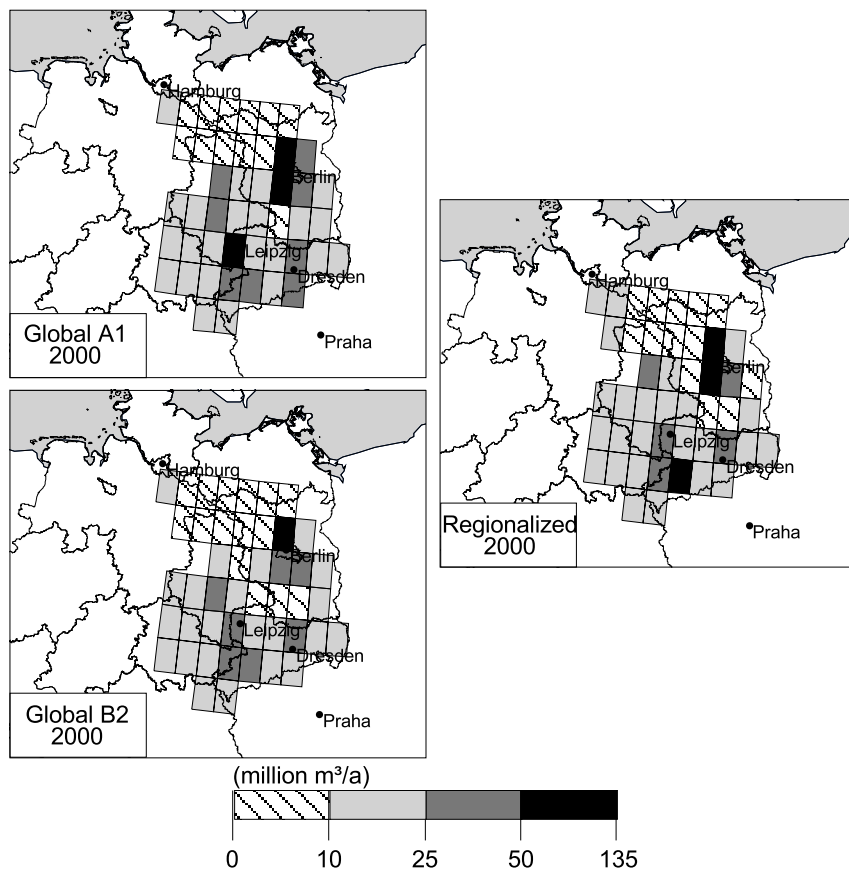 Hamburg
Berlin
Leipzig
Dresden
Praha
Global A1
2000
Hamburg
Berlin
Leipzig
Dresden
Praha
Regionalized
2000
Hamburg
Berlin
Leipzig
Dresden
Praha
Global B2
2000
(million m³/a)
0 10 25 50 135